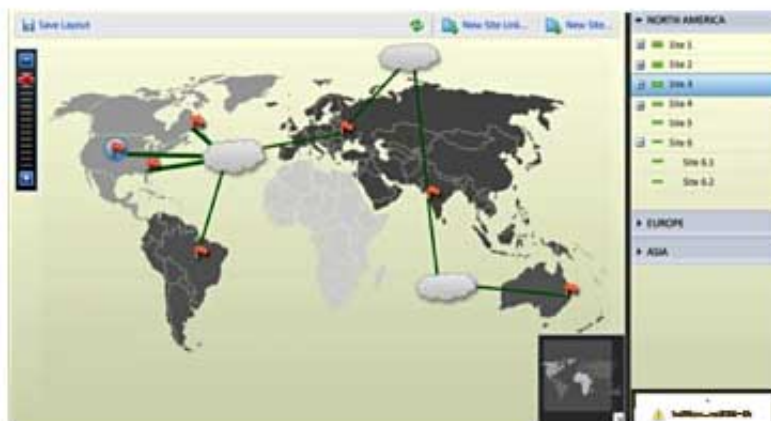 Save Layout
New Site Link...
New Site...
NORTH AMERICA
Site 1
Site 2
Site 3
Site 4
Site 5
Site 6
Site 6.1
Site 6.2
EUROPE
ASIA